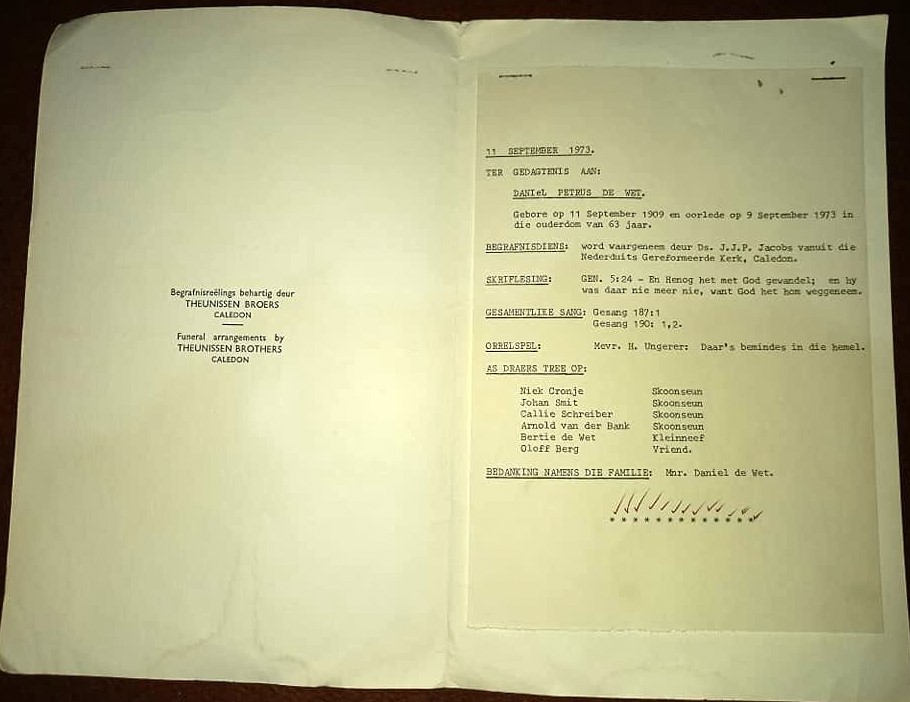 Begrafnisreëlings behartig deur
THEUNISSEN BROERS
CALEDON
Funeral arrangements by
THEUNISSEN BROTHERS
CALEDON
11 SEPTEMBER 1973.
TER GEDAGTENIS AAN:
DANIeL PETRUS DE WET.
Gebore op 11 September 1909 en oorlede op 9 September 1973 in
die ouderdom van 63 jaar.
BEGRAFNISDIENS: word waargeneem deur Ds. J.J.P. Jacobs vanuit die
Nederduits Gereformeerde Kerk, Caledon.
SKRIFLESING: GEN. 5:24 - En Henog het met God gewandel; en hy
was daar nie meer nie, want God het hom weggeneem.
GESAMENTLIKE SANG: Gesang 187:1
Gesang 190: 1,2.
ORRELSPEL: Mevr. H. Ungerer: Daar's bemindes in die hemel.
AS DRAERS TREE OP:
Niek Cronje Skoonseun
Johan Smit Skoonseun
Callie Schreiber Skoonseun
Arnold van der Bank Skoonseun
Bertie de Wet Kleinneef
Oloff Berg Vriend.
BEDANKING NAMENS DIE FAMILIE: Mnr. Daniel de Wet.
* * * * * * * * * * * * *